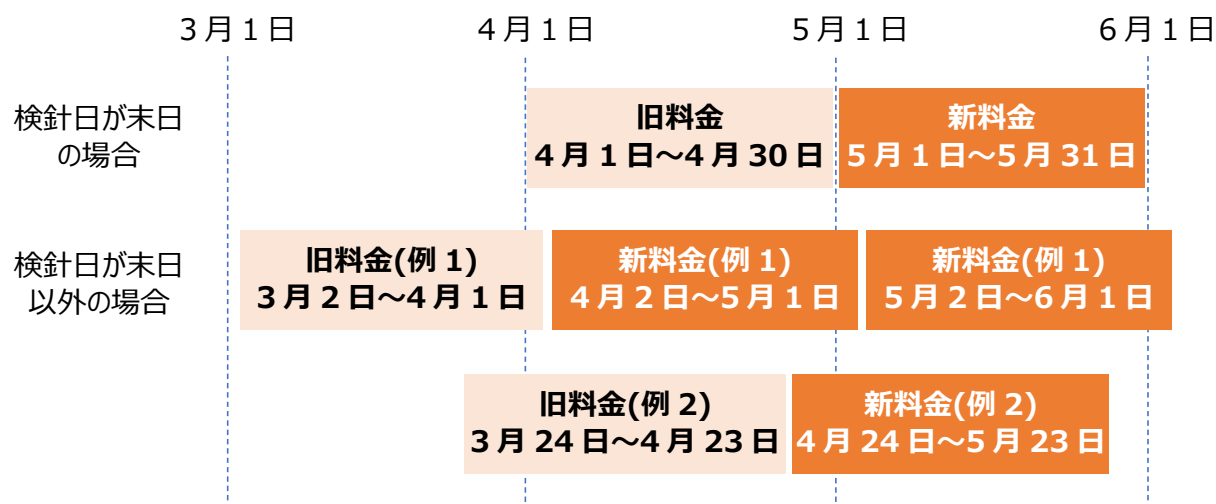 3月1日
4月1日
5月1日
6月1日
検針日が末日
の場合
旧料金
4月1日～4月30日
新料金
5月1日～5月31日
検針日が末日
以外の場合
旧料金(例1)
3月2日～4月1日
新料金(例1)
4月2日～5月1日
新料金(例1)
5月2日～6月1日
旧料金(例2)
3月24日～4月23日
新料金(例2)
4月24日～5月23日